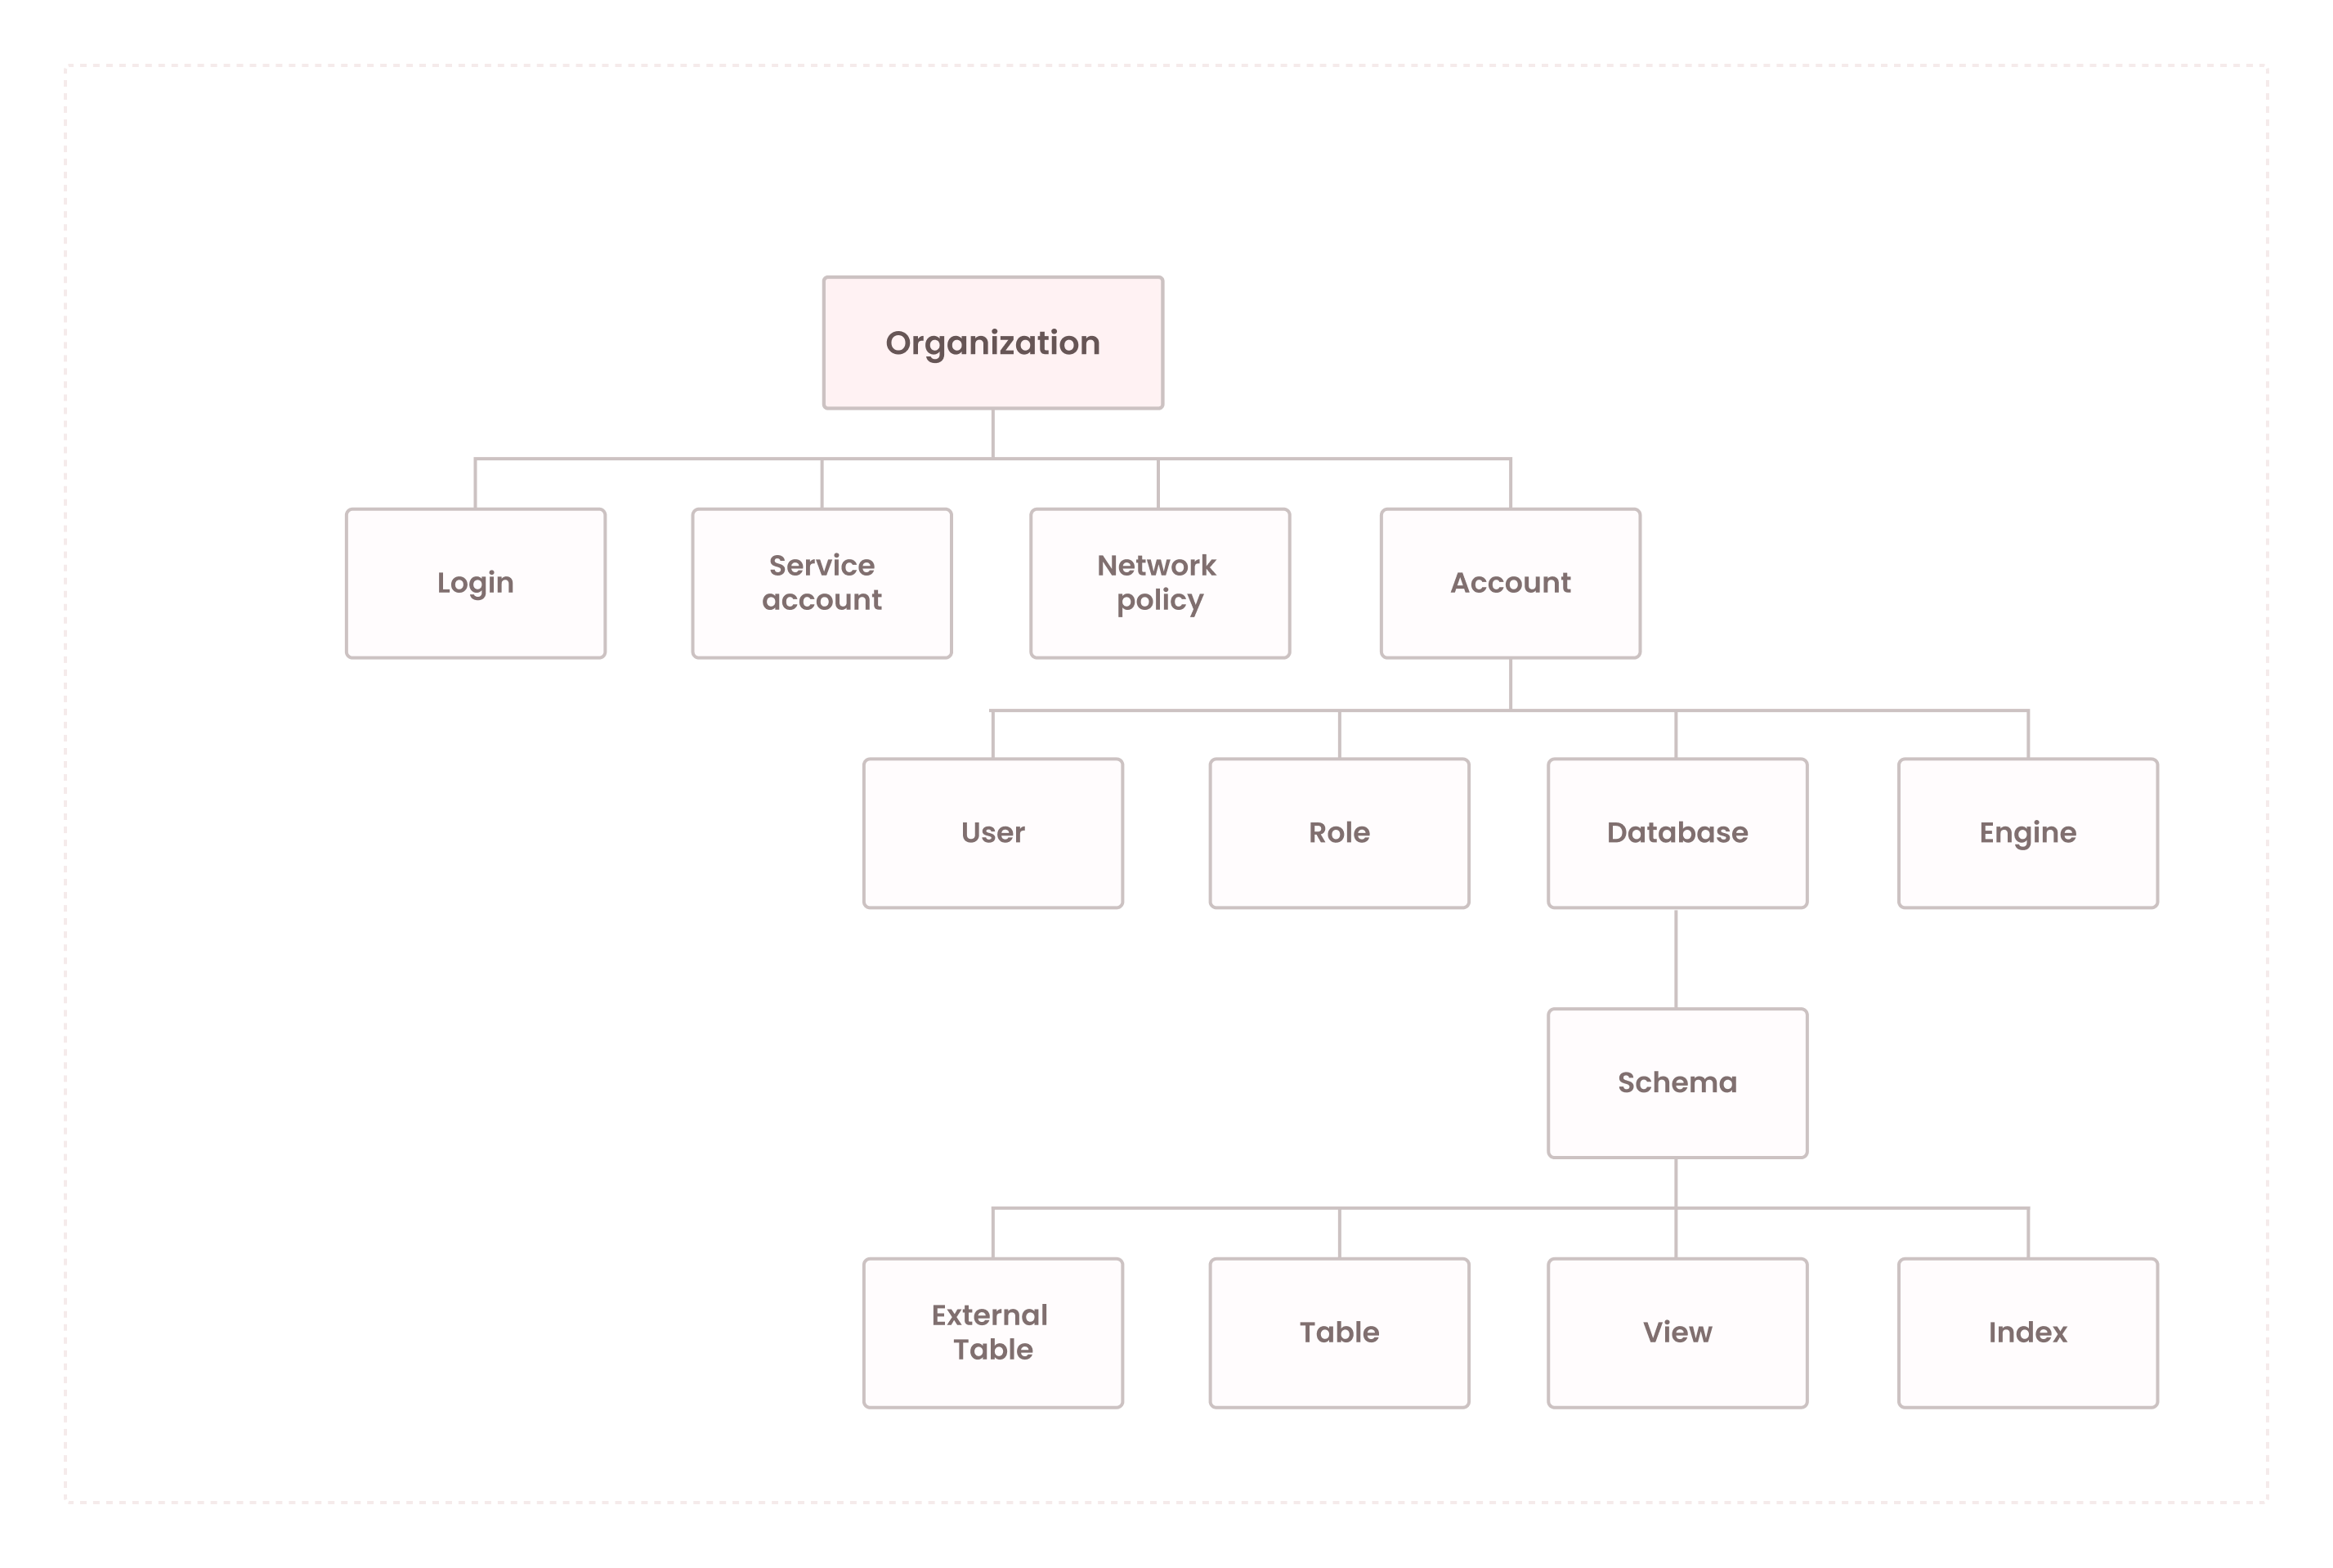 Organization
Login
Service
account
Network
policy
Account
User
Role
Database
Engine
Schema
External
Table
Table
View
Index